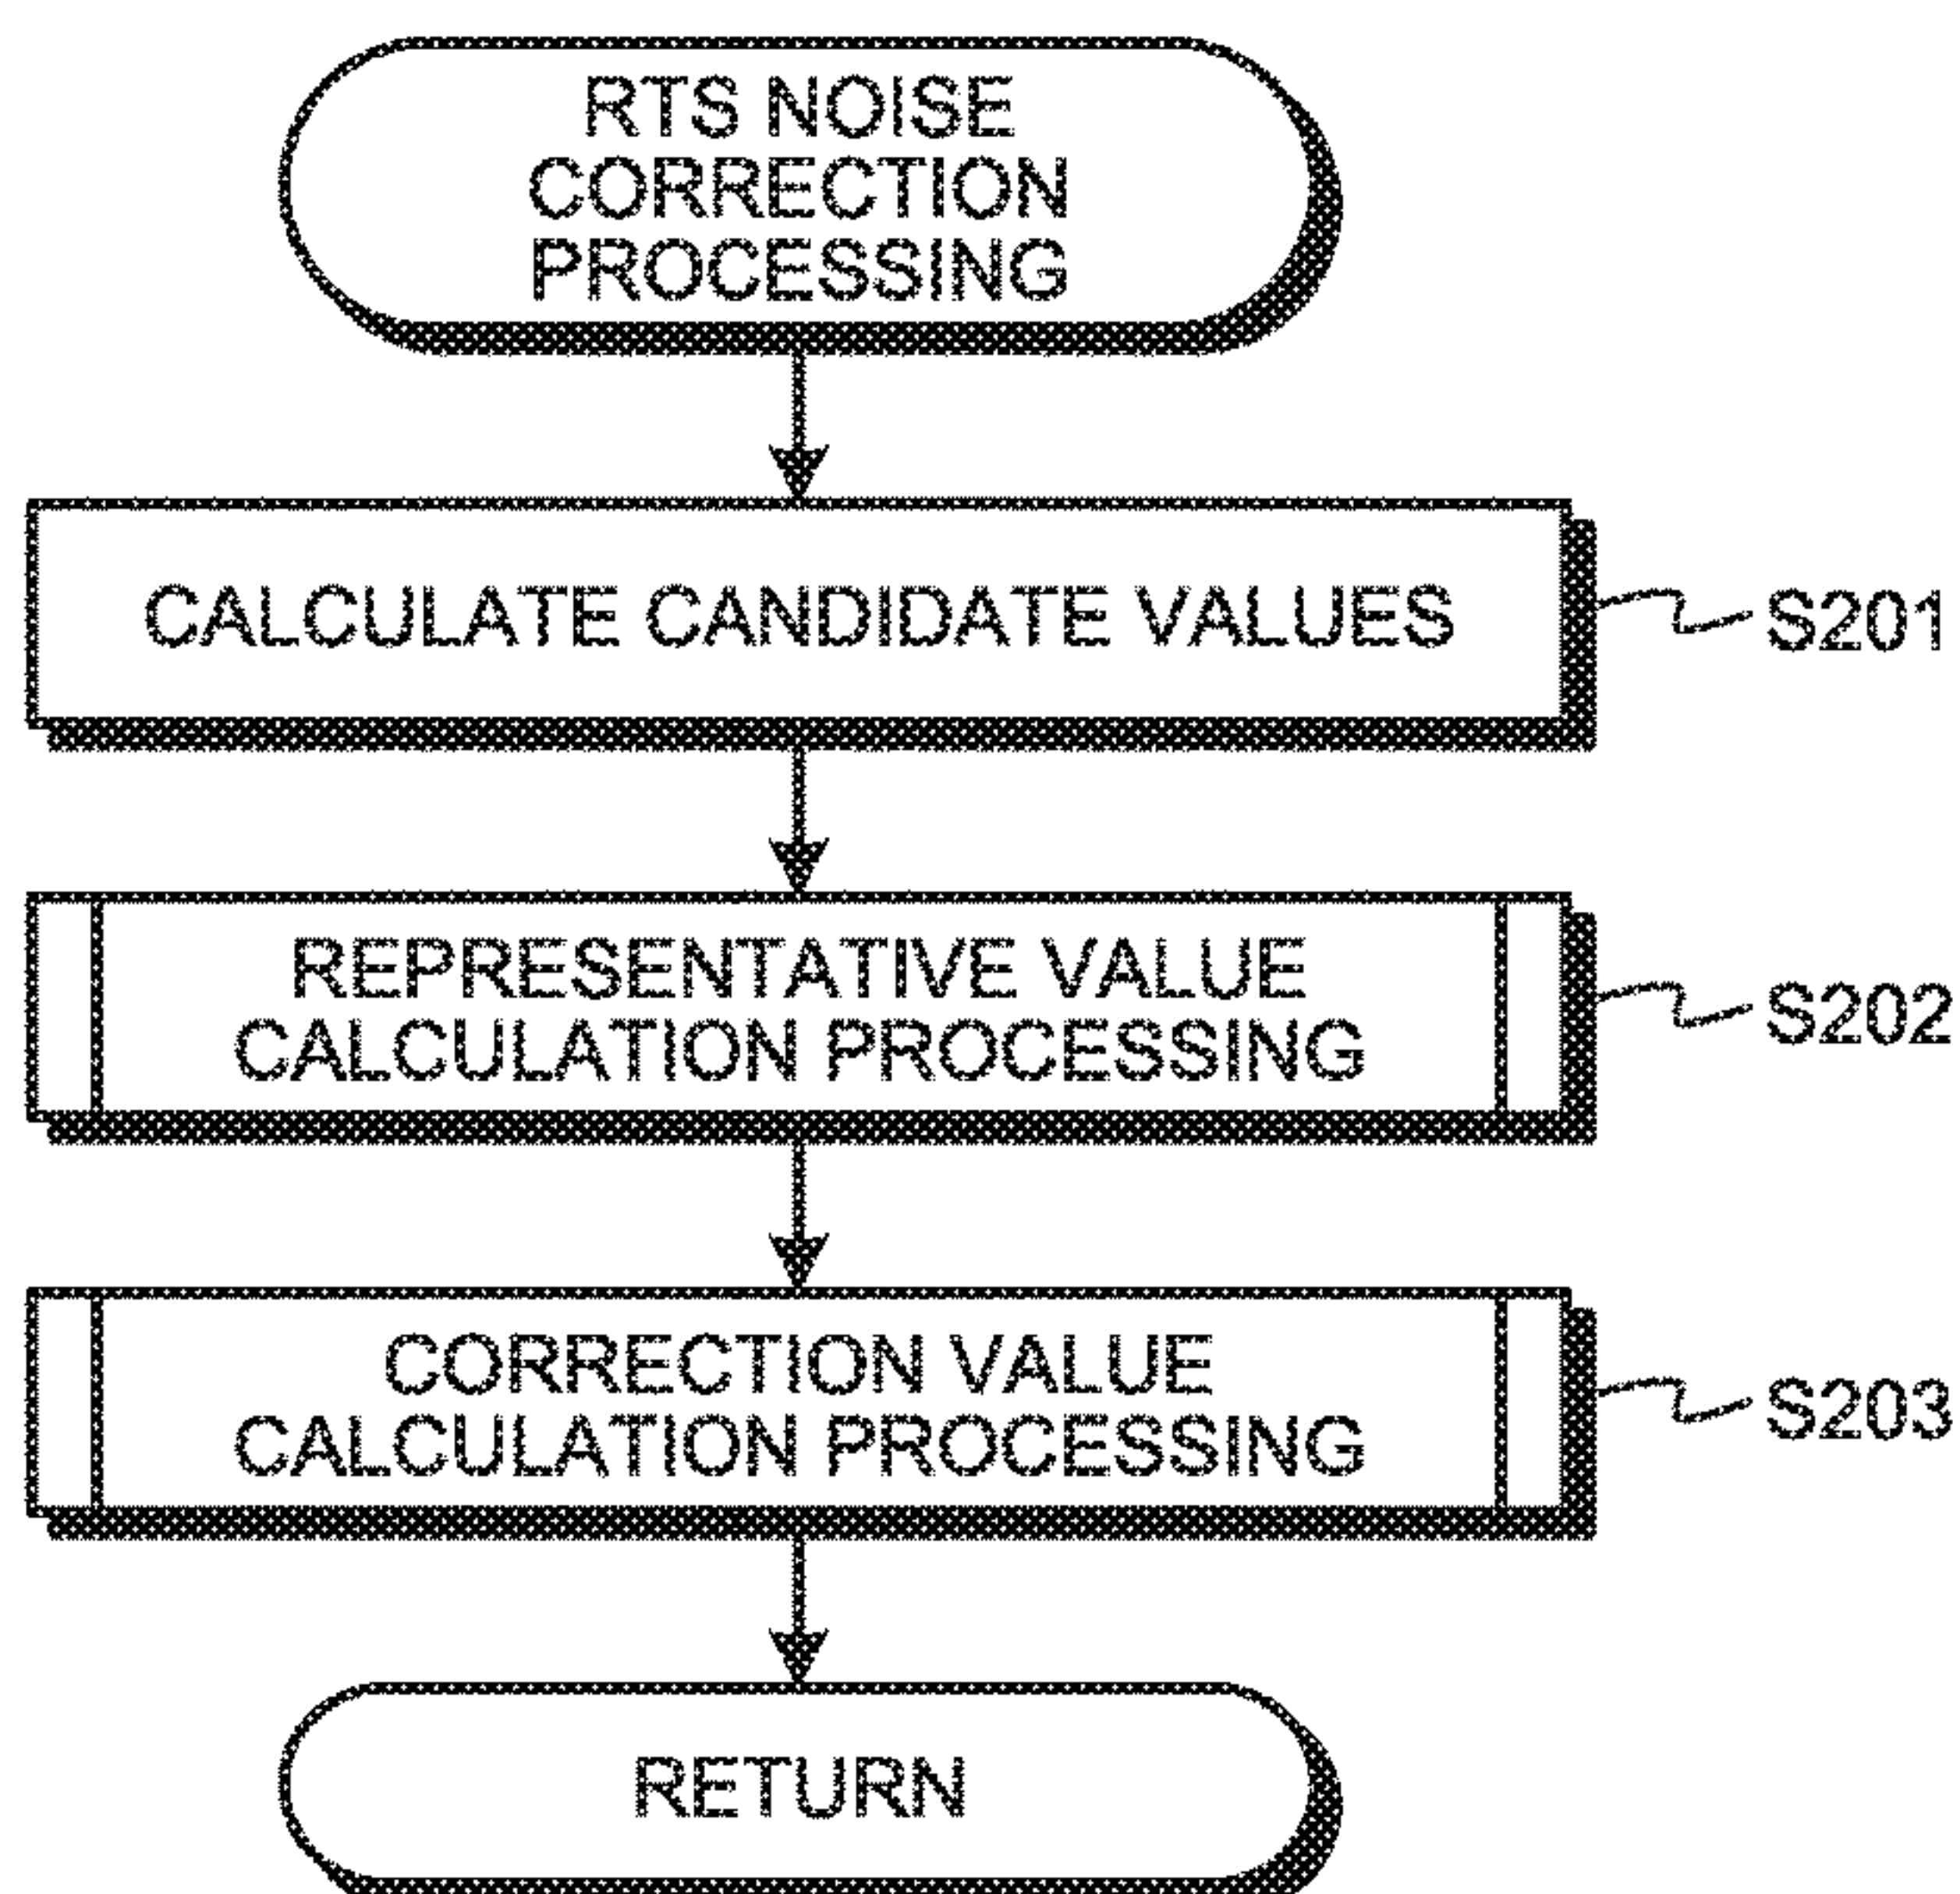 RTS NOISE
CORRECTION
PROCESSING
CALCULATE CANDIDATE VALUES
S201
REPRESENTATIVE VALUE
CALCULATION PROCESSING
S202
CORRECTION VALUE
CALCULATION PROCESSING
S203
RETURN